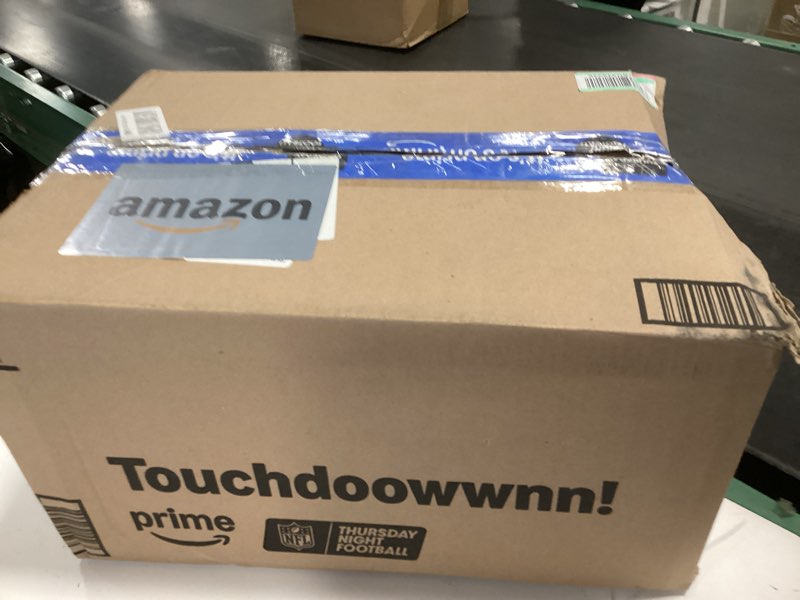 amazon
Touchdoowwnn!
prime
NFL
THURSDAY
NIGHT
FOOTBALL